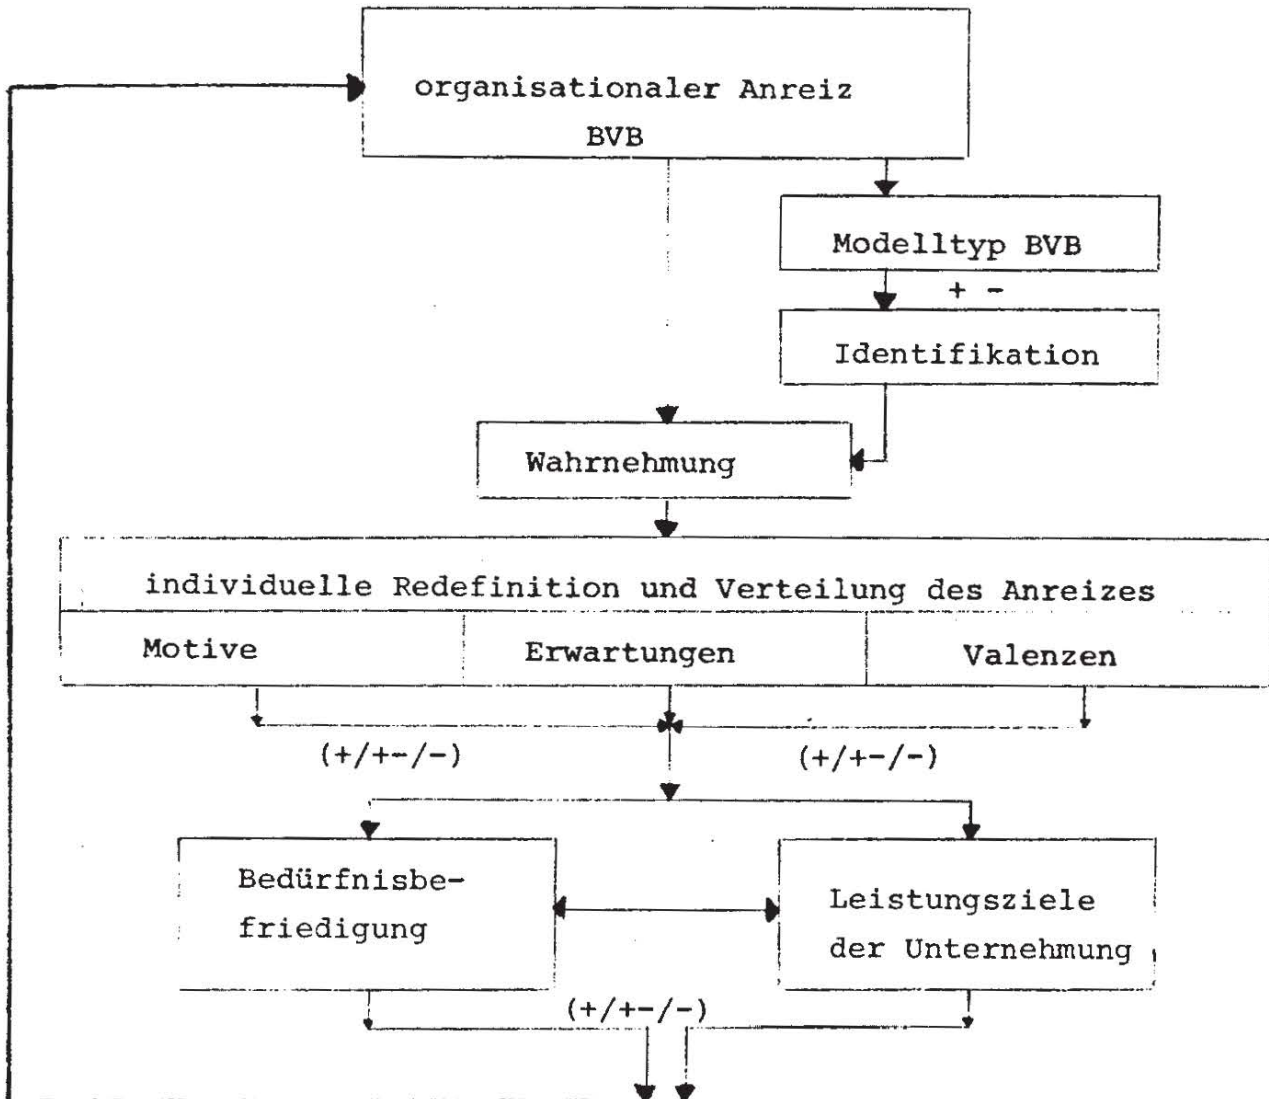 organisationaler Anreiz
BVB
Modelltyp BVB
+ -
Identifikation
Wahrnehmung
individuelle Redefinition und Verteilung des Anreizes
Motive
Erwartungen
Valenzen
(+/+-/-)
(+/+-/-)
Bedürfnisbe-
friedigung
Leistungsziele
der Unternehmung
(+/+-/-)